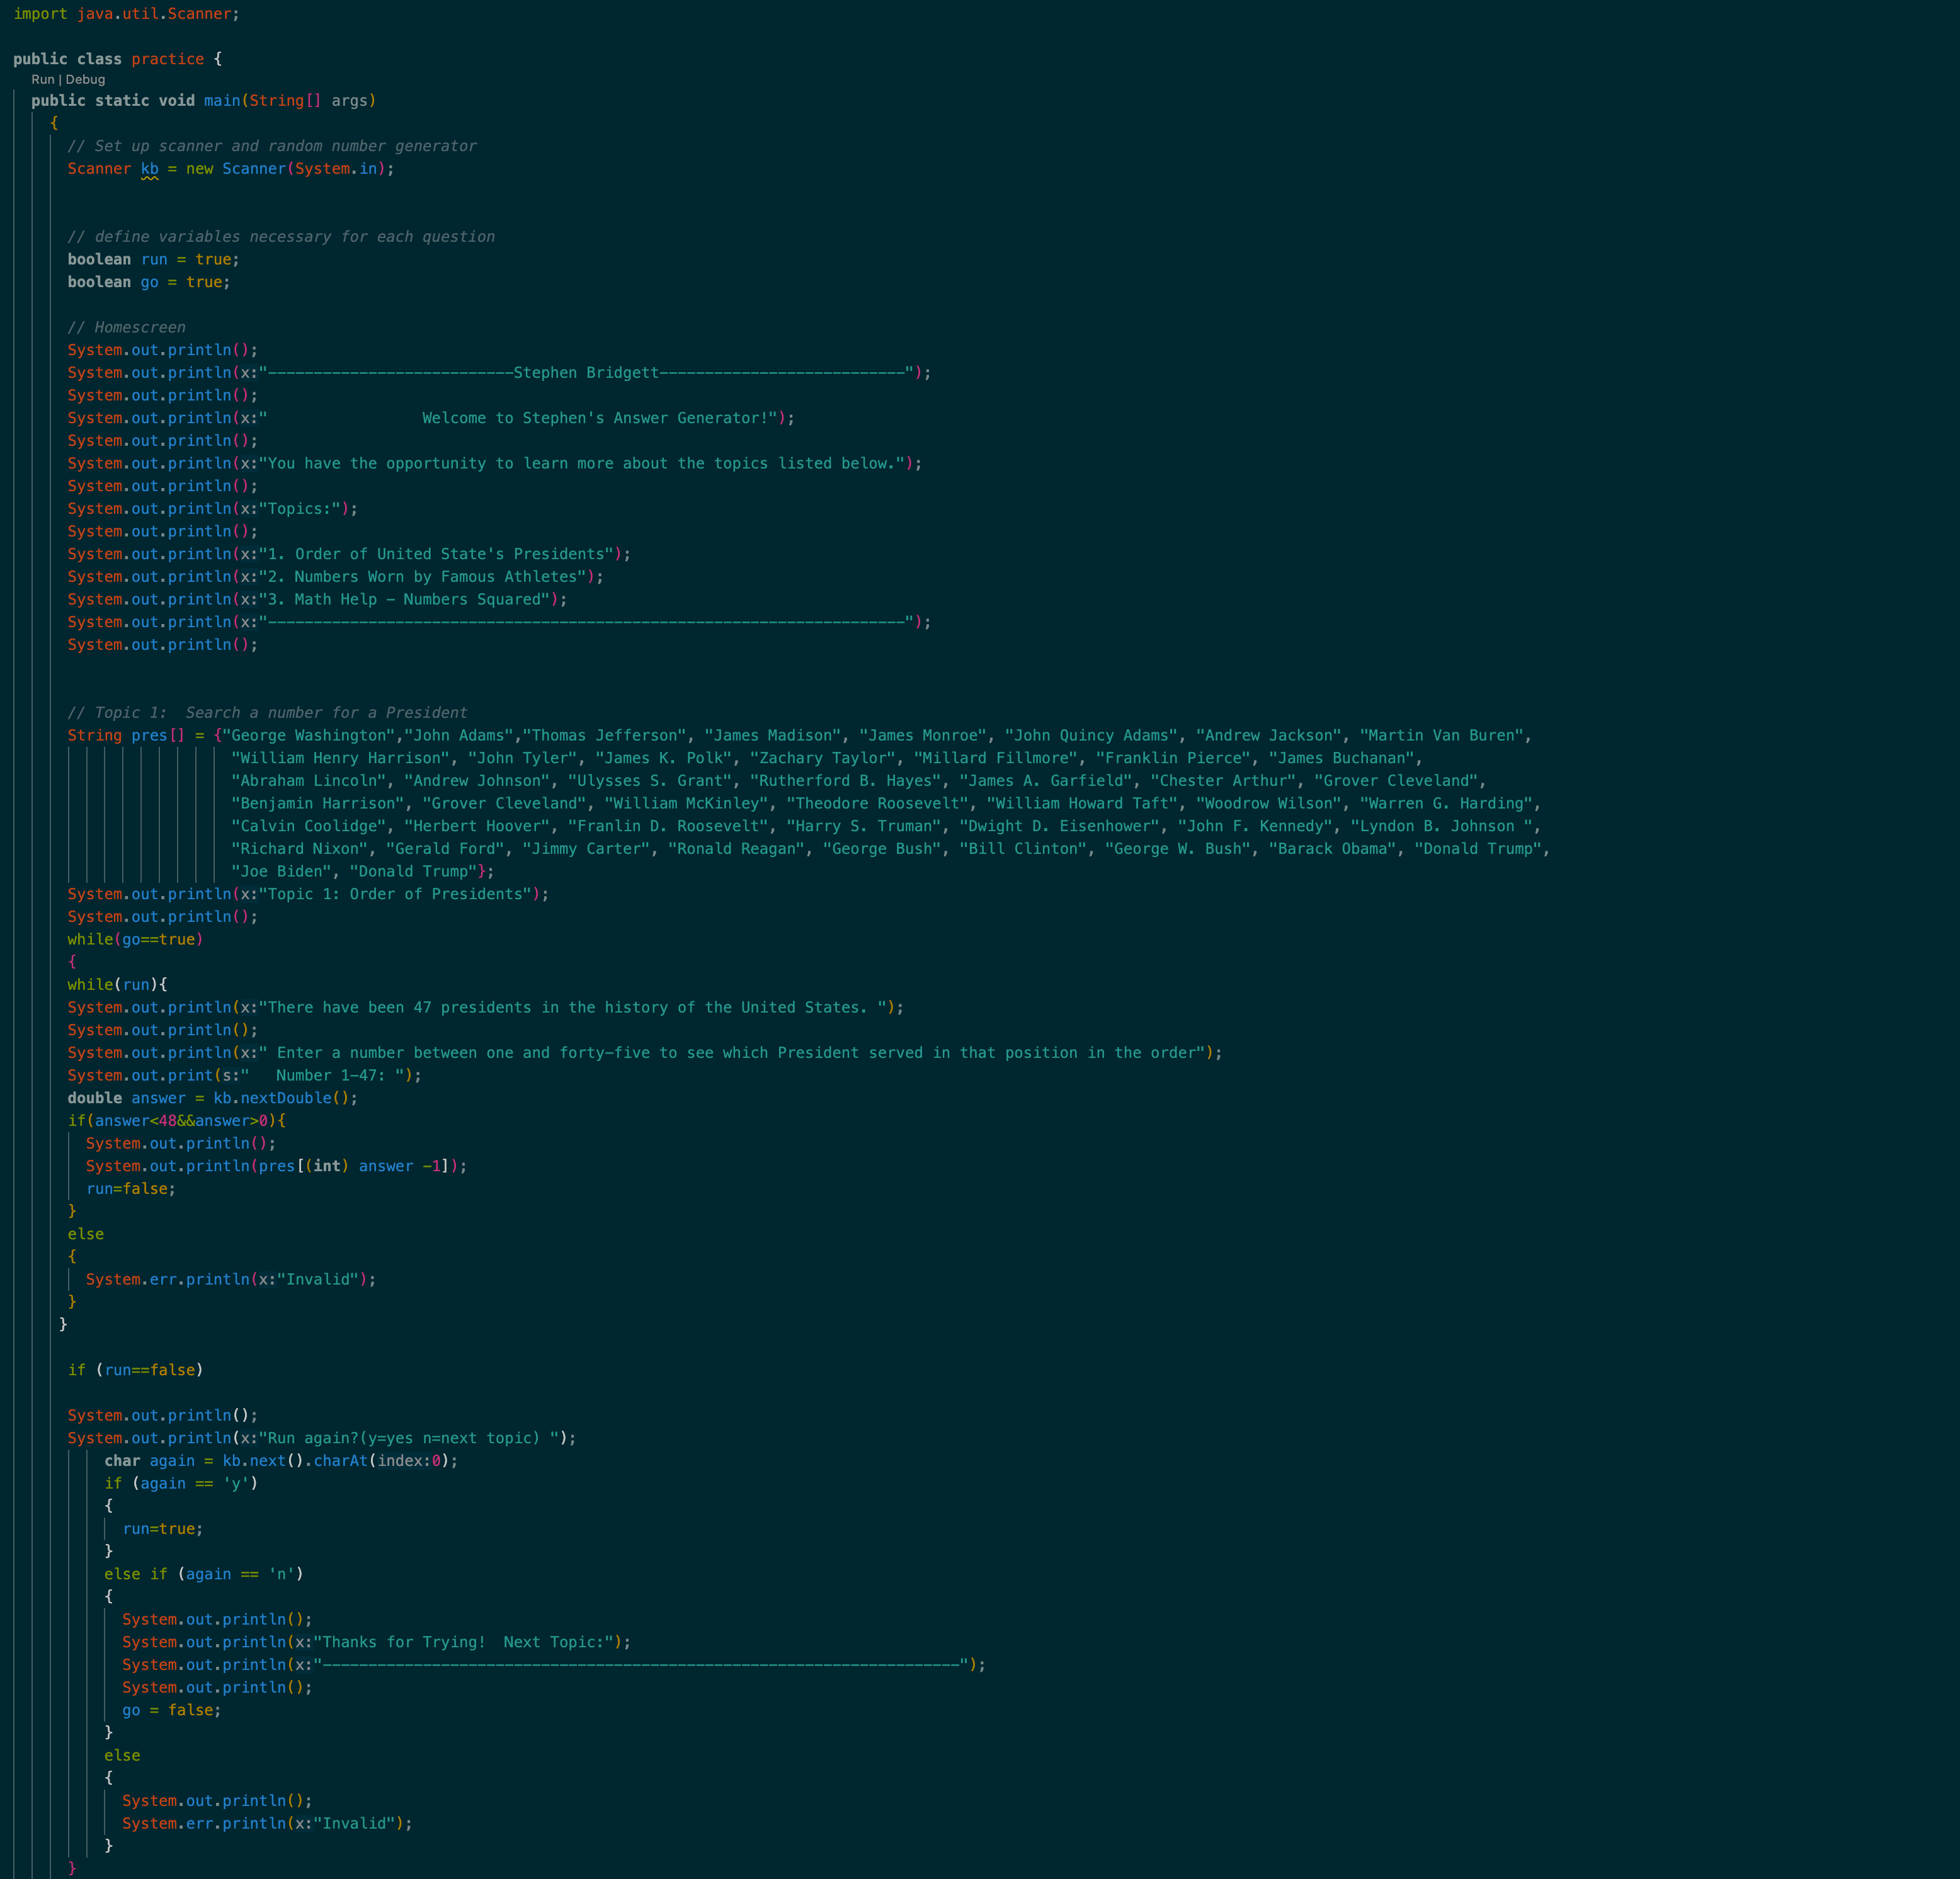 import java.util.Scanner;
public class practice {
Run | Debug
public static void main(String[] args)
{
// Set up scanner and random number generator
Scanner kb = new Scanner(System.in);
// define variables necessary for each question
boolean run = true;
boolean go = true;
// Homescreen
System.out.println();
System.out.println(x:"---------------------------Stephen Bridgett---------------------------");
System.out.println();
System.out.println(x:"                 Welcome to Stephen's Answer Generator!");
System.out.println();
System.out.println(x:"You have the opportunity to learn more about the topics listed below.");
System.out.println();
System.out.println(x:"Topics:");
System.out.println();
System.out.println(x:"1. Order of United State's Presidents");
System.out.println(x:"2. Numbers Worn by Famous Athletes");
System.out.println(x:"3. Math Help - Numbers Squared");
System.out.println(x:"----------------------------------------------------------------------");
System.out.println();
// Topic 1:  Search a number for a President
String pres[] = {"George Washington","John Adams","Thomas Jefferson", "James Madison", "James Monroe", "John Quincy Adams", "Andrew Jackson", "Martin Van Buren",
"William Henry Harrison", "John Tyler", "James K. Polk", "Zachary Taylor", "Millard Fillmore", "Franklin Pierce", "James Buchanan",
"Abraham Lincoln", "Andrew Johnson", "Ulysses S. Grant", "Rutherford B. Hayes", "James A. Garfield", "Chester Arthur", "Grover Cleveland",
"Benjamin Harrison", "Grover Cleveland", "William McKinley", "Theodore Roosevelt", "William Howard Taft", "Woodrow Wilson", "Warren G. Harding",
"Calvin Coolidge", "Herbert Hoover", "Franlin D. Roosevelt", "Harry S. Truman", "Dwight D. Eisenhower", "John F. Kennedy", "Lyndon B. Johnson ",
"Richard Nixon", "Gerald Ford", "Jimmy Carter", "Ronald Reagan", "George Bush", "Bill Clinton", "George W. Bush", "Barack Obama", "Donald Trump",
"Joe Biden", "Donald Trump"};
System.out.println(x:"Topic 1: Order of Presidents");
System.out.println();
while(go==true)
{
while(run){
System.out.println(x:"There have been 47 presidents in the history of the United States. ");
System.out.println();
System.out.println(x:" Enter a number between one and forty-five to see which President served in that position in the order");
System.out.print(s:"   Number 1-47: ");
double answer = kb.nextDouble();
if(answer<48&&answer>0){
System.out.println();
System.out.println(pres[(int) answer -1]);
run=false;
}
else
{
System.err.println(x:"Invalid");
}
}
if (run==false)
System.out.println();
System.out.println(x:"Run again?(y=yes n=next topic) ");
char again = kb.next().charAt(index:0);
if (again == 'y')
{
run=true;
}
else if (again == 'n')
{
System.out.println();
System.out.println(x:"Thanks for Trying!  Next Topic:");
System.out.println(x:"----------------------------------------------------------------------");
System.out.println();
go = false;
}
else
{
System.out.println();
System.err.println(x:"Invalid");
}
}